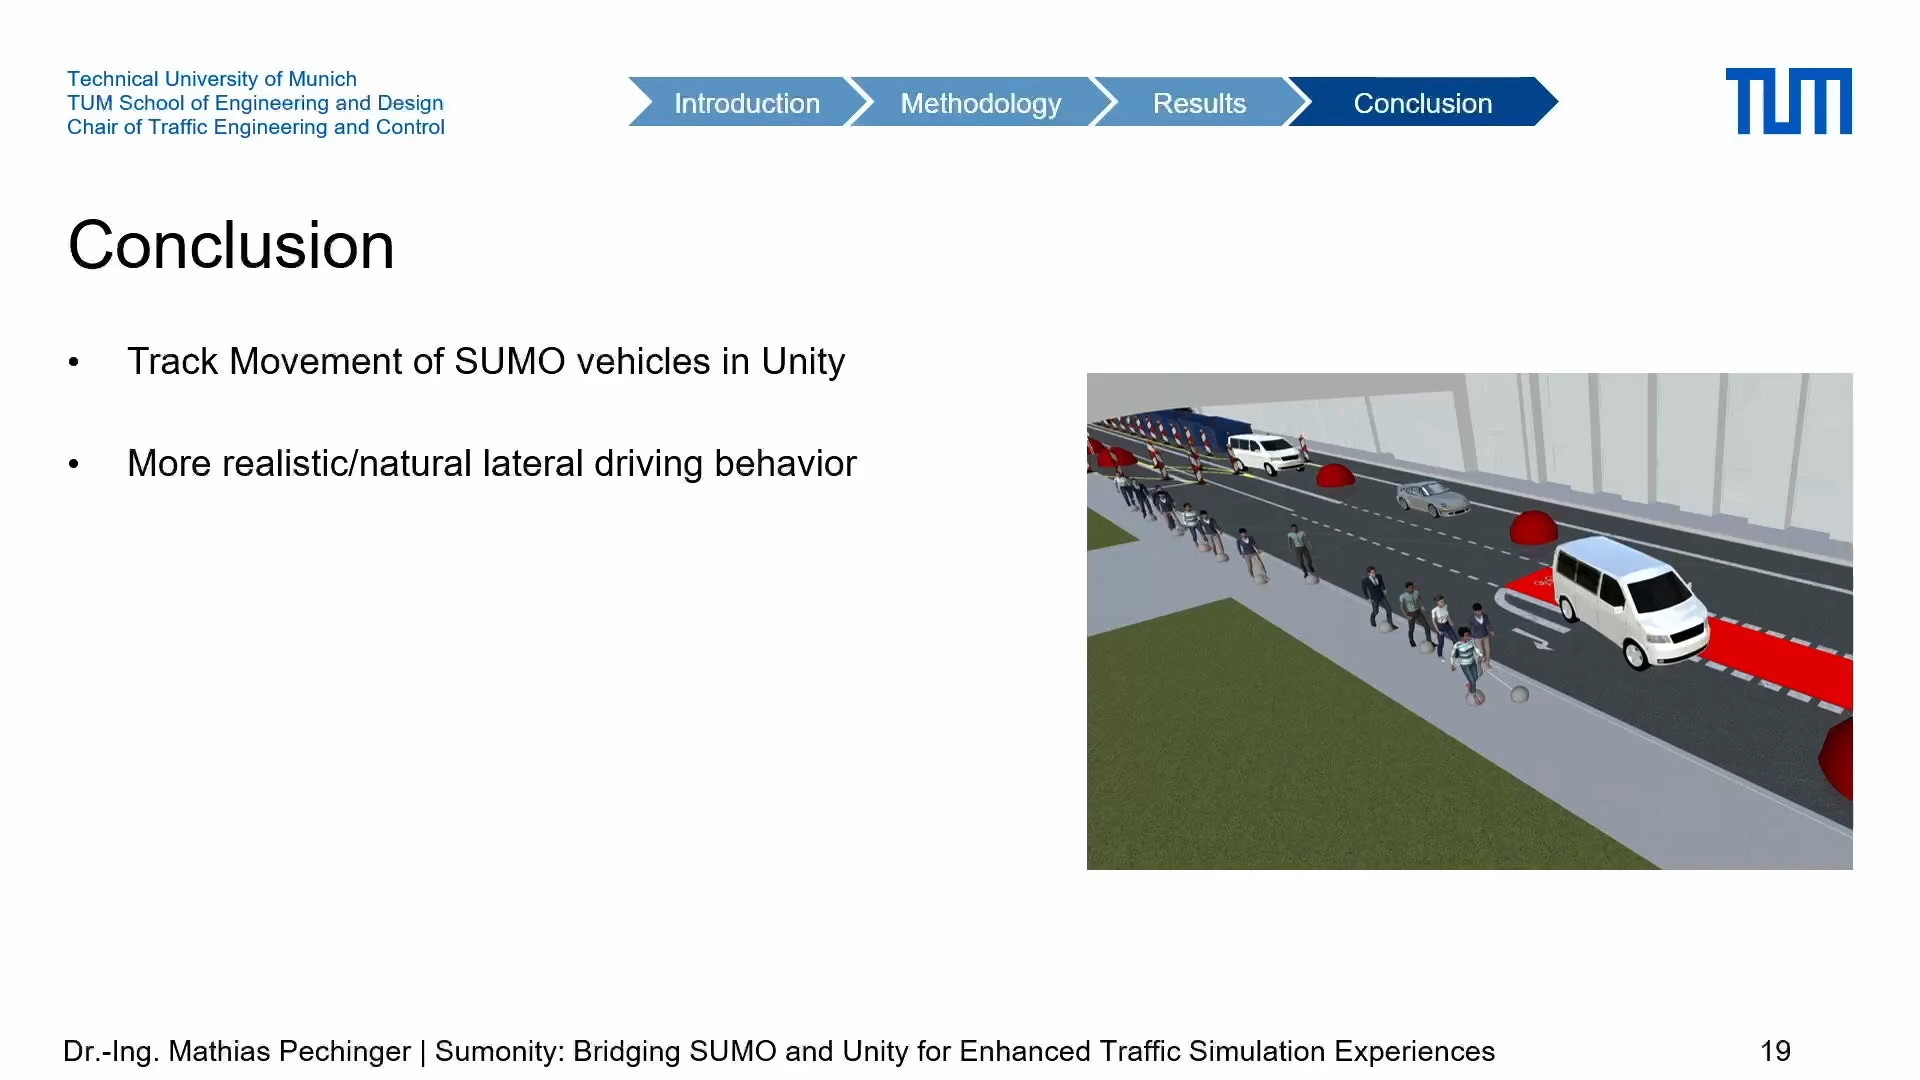 Technical University of Munich
TUM School of Engineering and Design
Chair of Traffic Engineering and Control
Introduction
Methodology
Results
Conclusion
TUM
Conclusion
• Track Movement of SUMO vehicles in Unity
• More realistic/natural lateral driving behavior
Dr.-Ing. Mathias Pechinger | Sumonity: Bridging SUMO and Unity for Enhanced Traffic Simulation Experiences
19